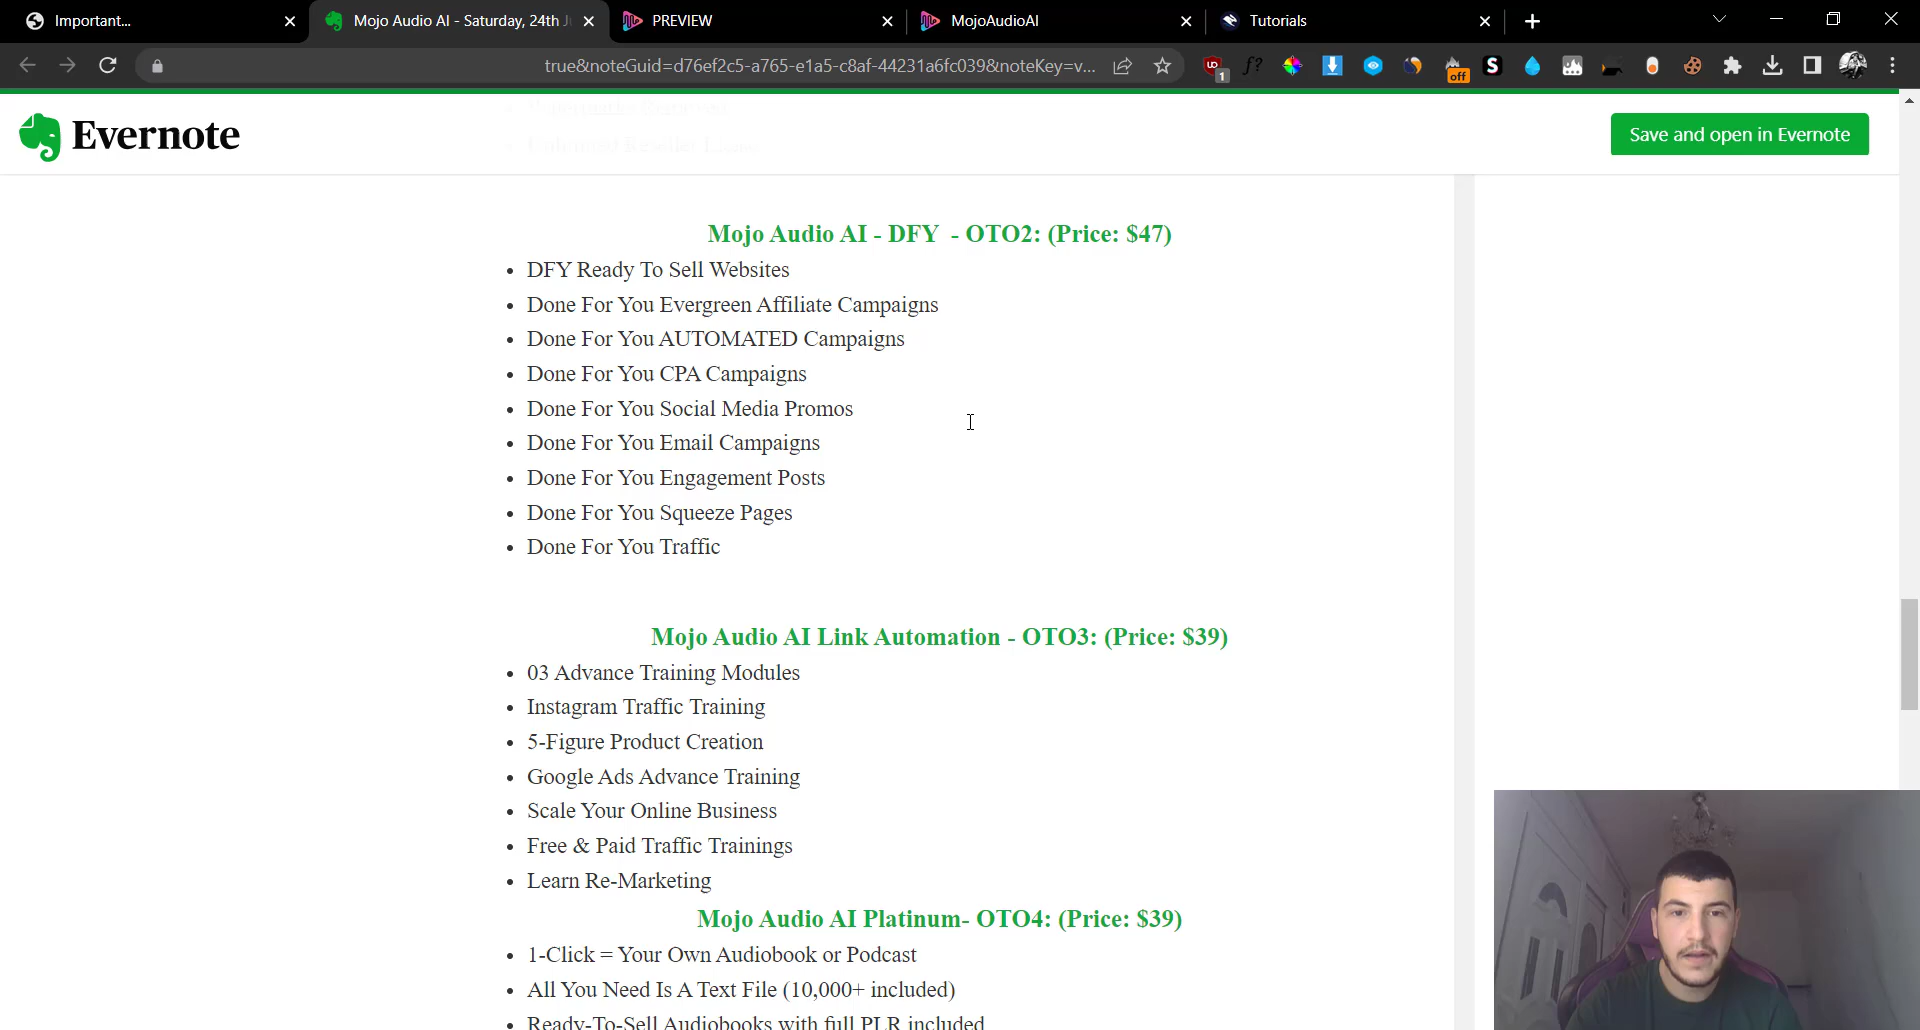 Important...
Mojo Audio AI - Saturday, 24th J
PREVIEW
MojoAudioAI
Tutorials
true&noteGuid=d76ef2c5-a765-e1a5-c8af-44231a6fc039&noteKey=v...
UD
1
f?
off
S
Evernote
Save and open in Evernote
Mojo Audio AI - DFY - OTO2: (Price: $47)
• DFY Ready To Sell Websites
• Done For You Evergreen Affiliate Campaigns
• Done For You AUTOMATED Campaigns
• Done For You CPA Campaigns
• Done For You Social Media Promos
• Done For You Email Campaigns
• Done For You Engagement Posts
• Done For You Squeeze Pages
• Done For You Traffic
Mojo Audio AI Link Automation - OTO3: (Price: $39)
• 03 Advance Training Modules
• Instagram Traffic Training
• 5-Figure Product Creation
• Google Ads Advance Training
• Scale Your Online Business
• Free & Paid Traffic Trainings
• Learn Re-Marketing
Mojo Audio AI Platinum- OTO4: (Price: $39)
• 1-Click = Your Own Audiobook or Podcast
• All You Need Is A Text File (10,000+ included)
• Ready-To-Sell Audiobooks with full PLR included